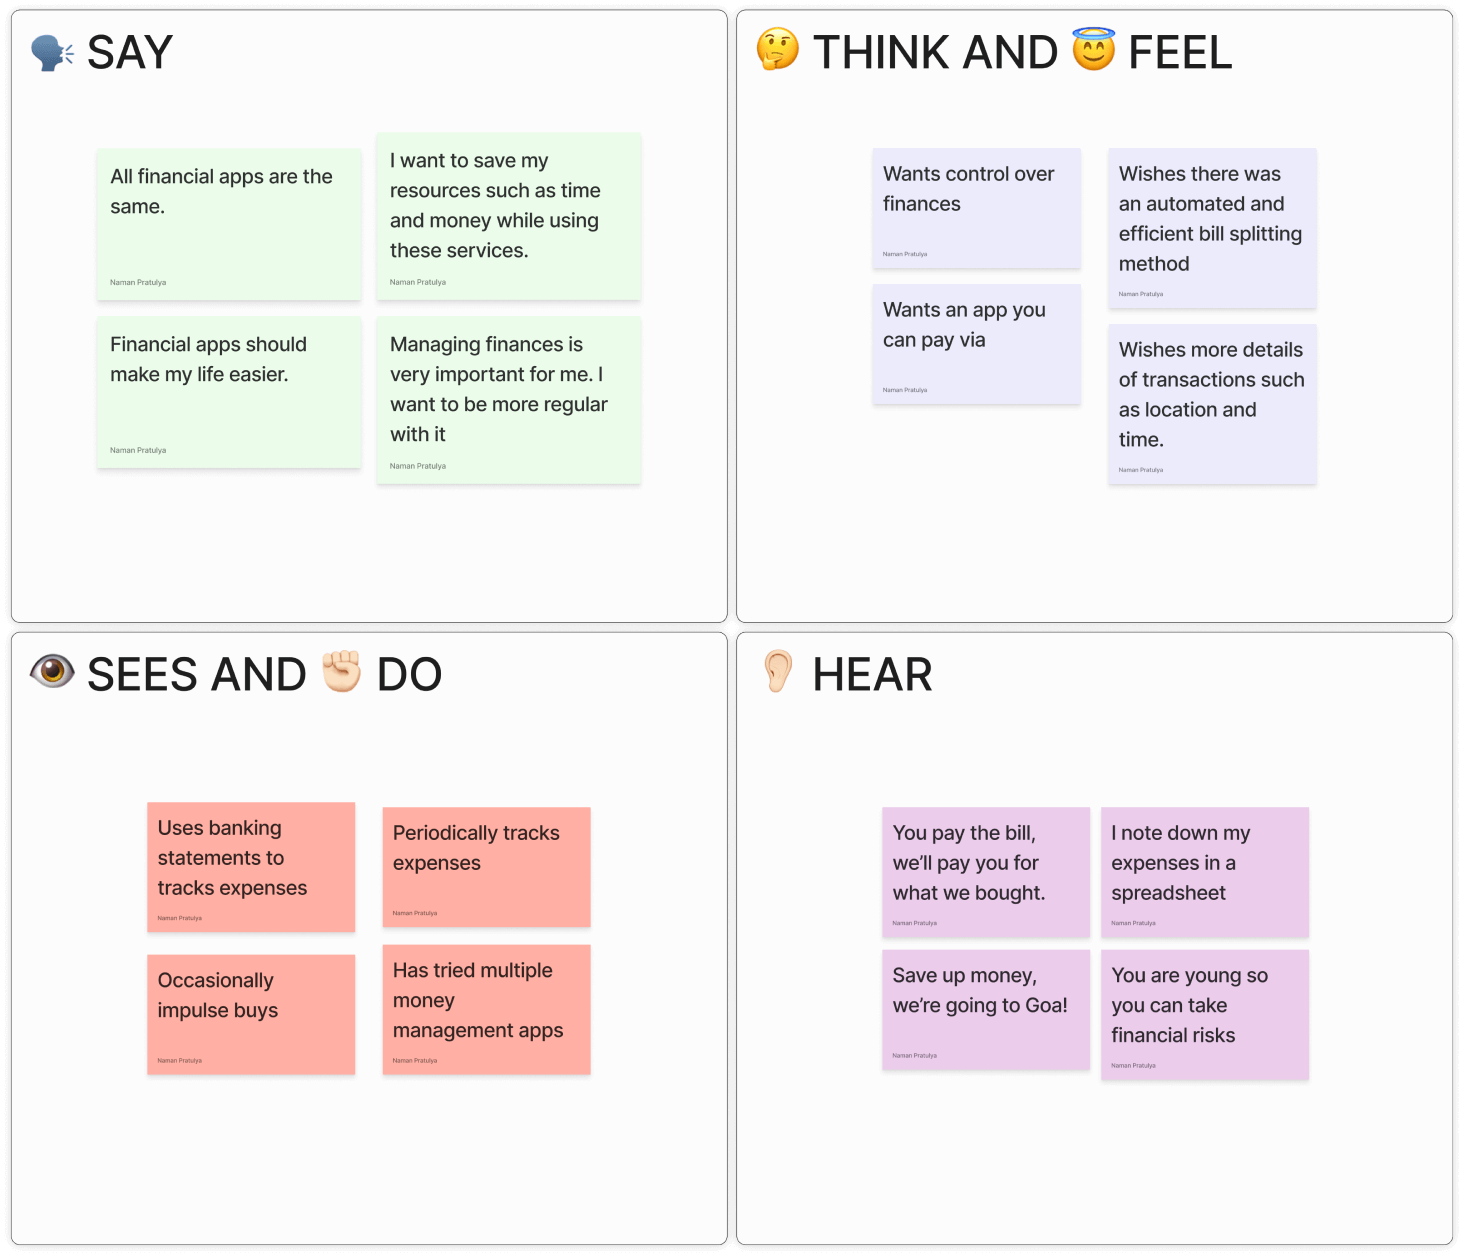 SAY
All financial apps are the
same.
Naman Pratulya
I want to save my
resources such as time
and money while using
these services.
Naman Pratulya
Financial apps should
make my life easier.
Naman Pratulya
Managing finances is
very important for me. I
want to be more regular
with it
Naman Pratulya
THINK AND FEEL
Wants control over
finances
Naman Pratulya
Wishes there was
an automated and
efficient bill splitting
method
Naman Pratulya
Wants an app you
can pay via
Naman Pratulya
Wishes more details
of transactions such
as location and
time.
Naman Pratulya
SEES AND DO
Uses banking
statements to
tracks expenses
Naman Pratulya
Periodically tracks
expenses
Naman Pratulya
Occasionally
impulse buys
Naman Pratulya
Has tried multiple
money
management apps
Naman Pratulya
HEAR
You pay the bill,
we’ll pay you for
what we bought.
Naman Pratulya
I note down my
expenses in a
spreadsheet
Naman Pratulya
Save up money,
we’re going to Goa!
Naman Pratulya
You are young so
you can take
financial risks
Naman Pratulya